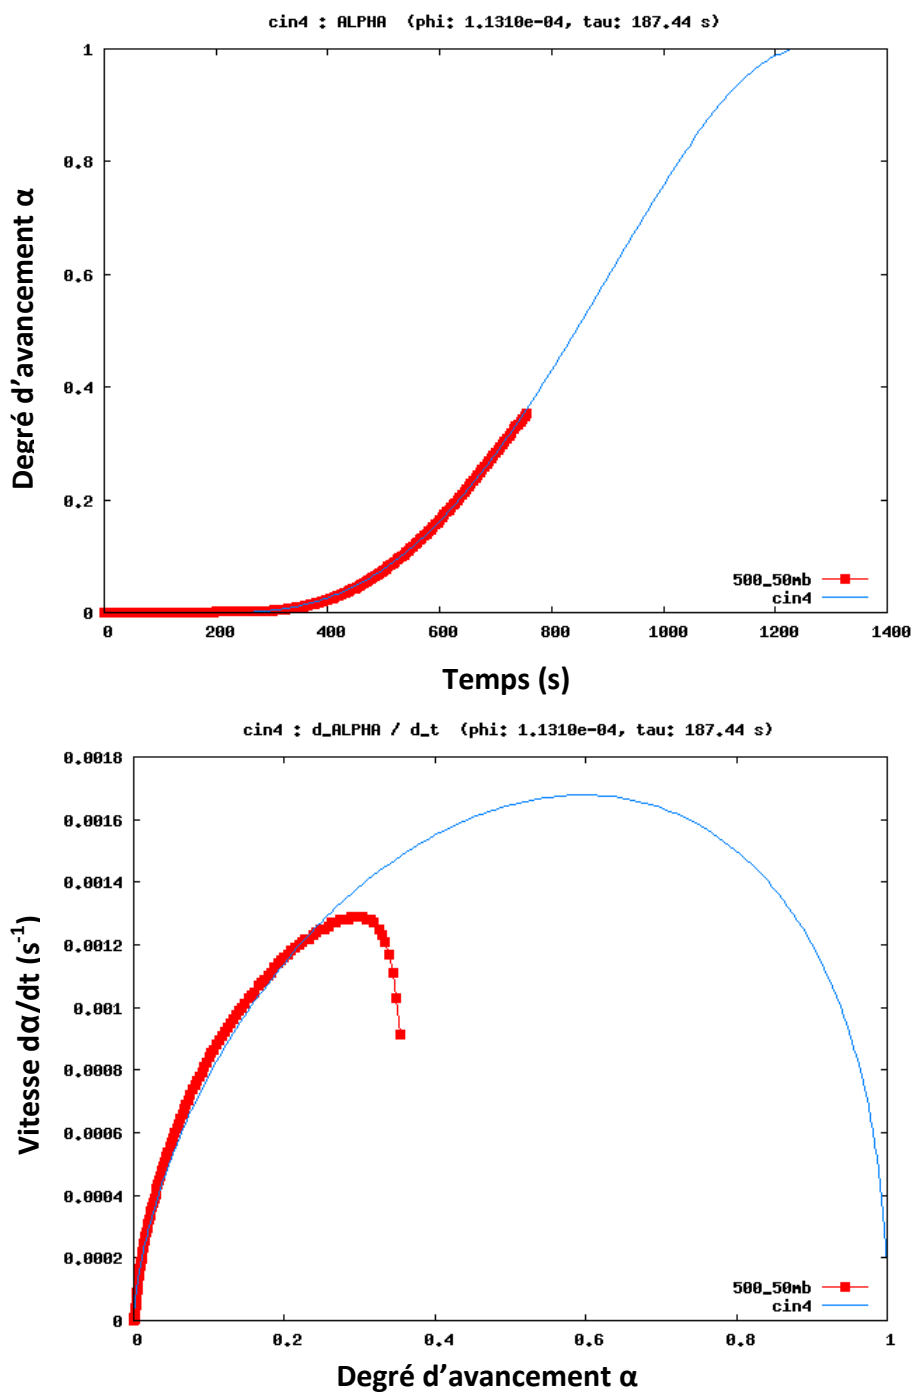 cin4 : ALPHA (phi: 1.1310e-04, tau: 187.44 s)
1
0.8
0.6
0.4
0.2
0
Degré d'avancement α
500_50mb
cin4
0 200 400 600 800 1000 1200 1400
Temps (s)
cin4 : d_ALPHA / d_t (phi: 1.1310e-04, tau: 187.44 s)
0.0018
0.0016
0.0014
0.0012
0.001
0.0008
0.0006
0.0004
0.0002
0
Vitesse dα/dt (s⁻¹)
500_50mb
cin4
0 0.2 0.4 0.6 0.8 1
Degré d'avancement α